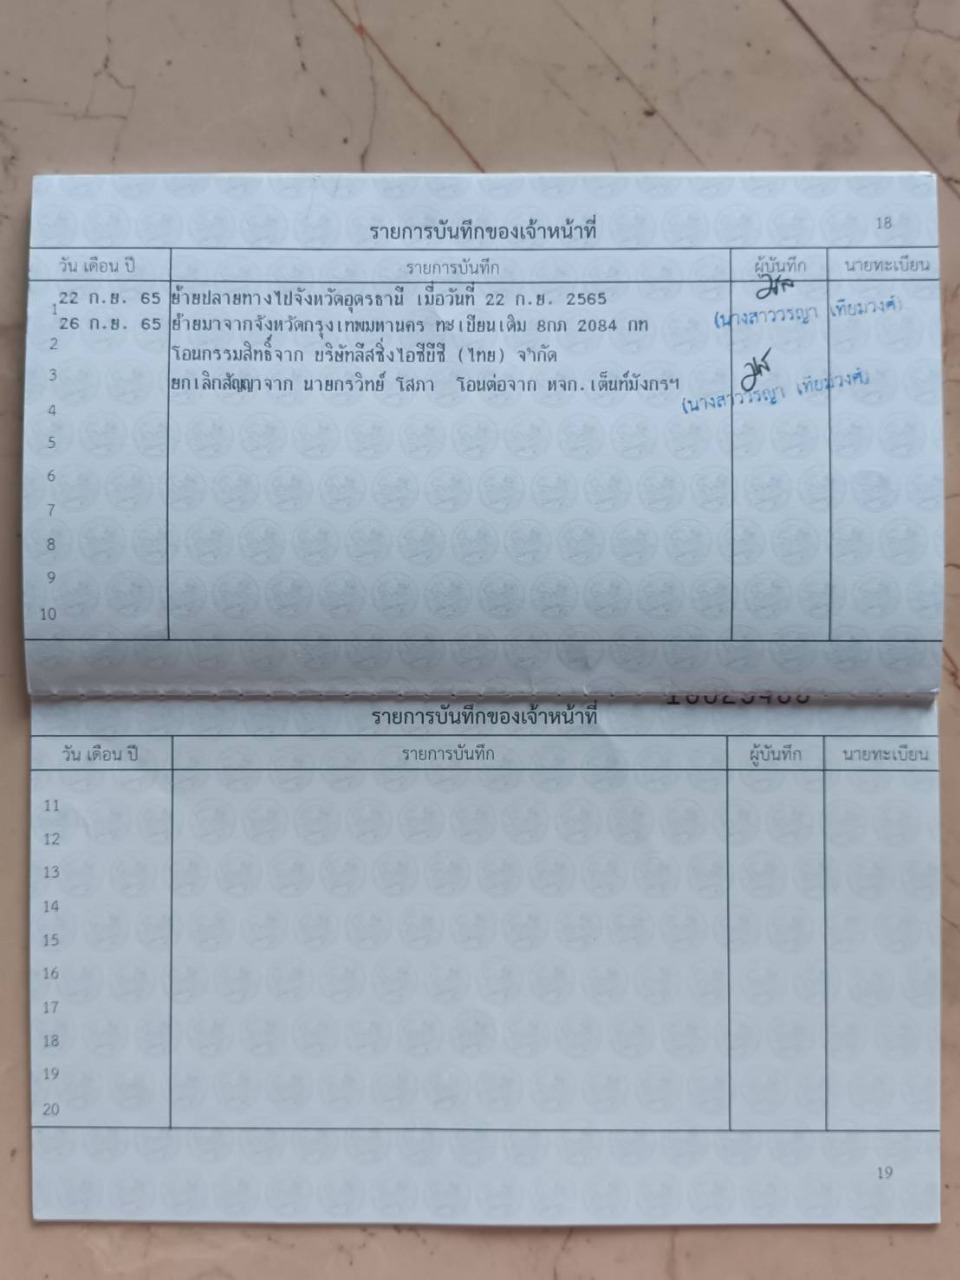 18
รายการบันทึกของเจ้าหน้าที่
วัน เดือน ปี รายการบันทึก ผู้บันทึก นายทะเบียน
1 22 ก.ย. 65 ย้ายปลายทางไปจังหวัดอุดรธานี เมื่อวันที่ 22 ก.ย. 2565
(นางสาววรญา เทียมวงศ์)
2 26 ก.ย. 65 ย้ายมาจากจังหวัดกรุงเทพมหานคร ทะเบียนเดิม 8กภ 2084 กท
3 โอนกรรมสิทธิ์จาก บริษัทลีสซิ่งไอซีบีซี (ไทย) จำกัด
4 ยกเลิกสัญญาจาก นายกรวิทย์ โสภา โอนต่อจาก หจก.เต็นท์มังกรฯ
(นางสาววรญา เทียมวงศ์)
5
6
7
8
9
10
รายการบันทึกของเจ้าหน้าที่
วัน เดือน ปี รายการบันทึก ผู้บันทึก นายทะเบียน
11
12
13
14
15
16
17
18
19
20
19